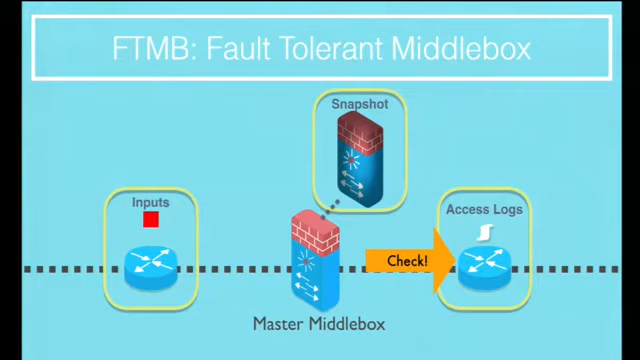 FTMB: Fault Tolerant Middlebox
Snapshot
Inputs
Access Logs
Check!
Master Middlebox